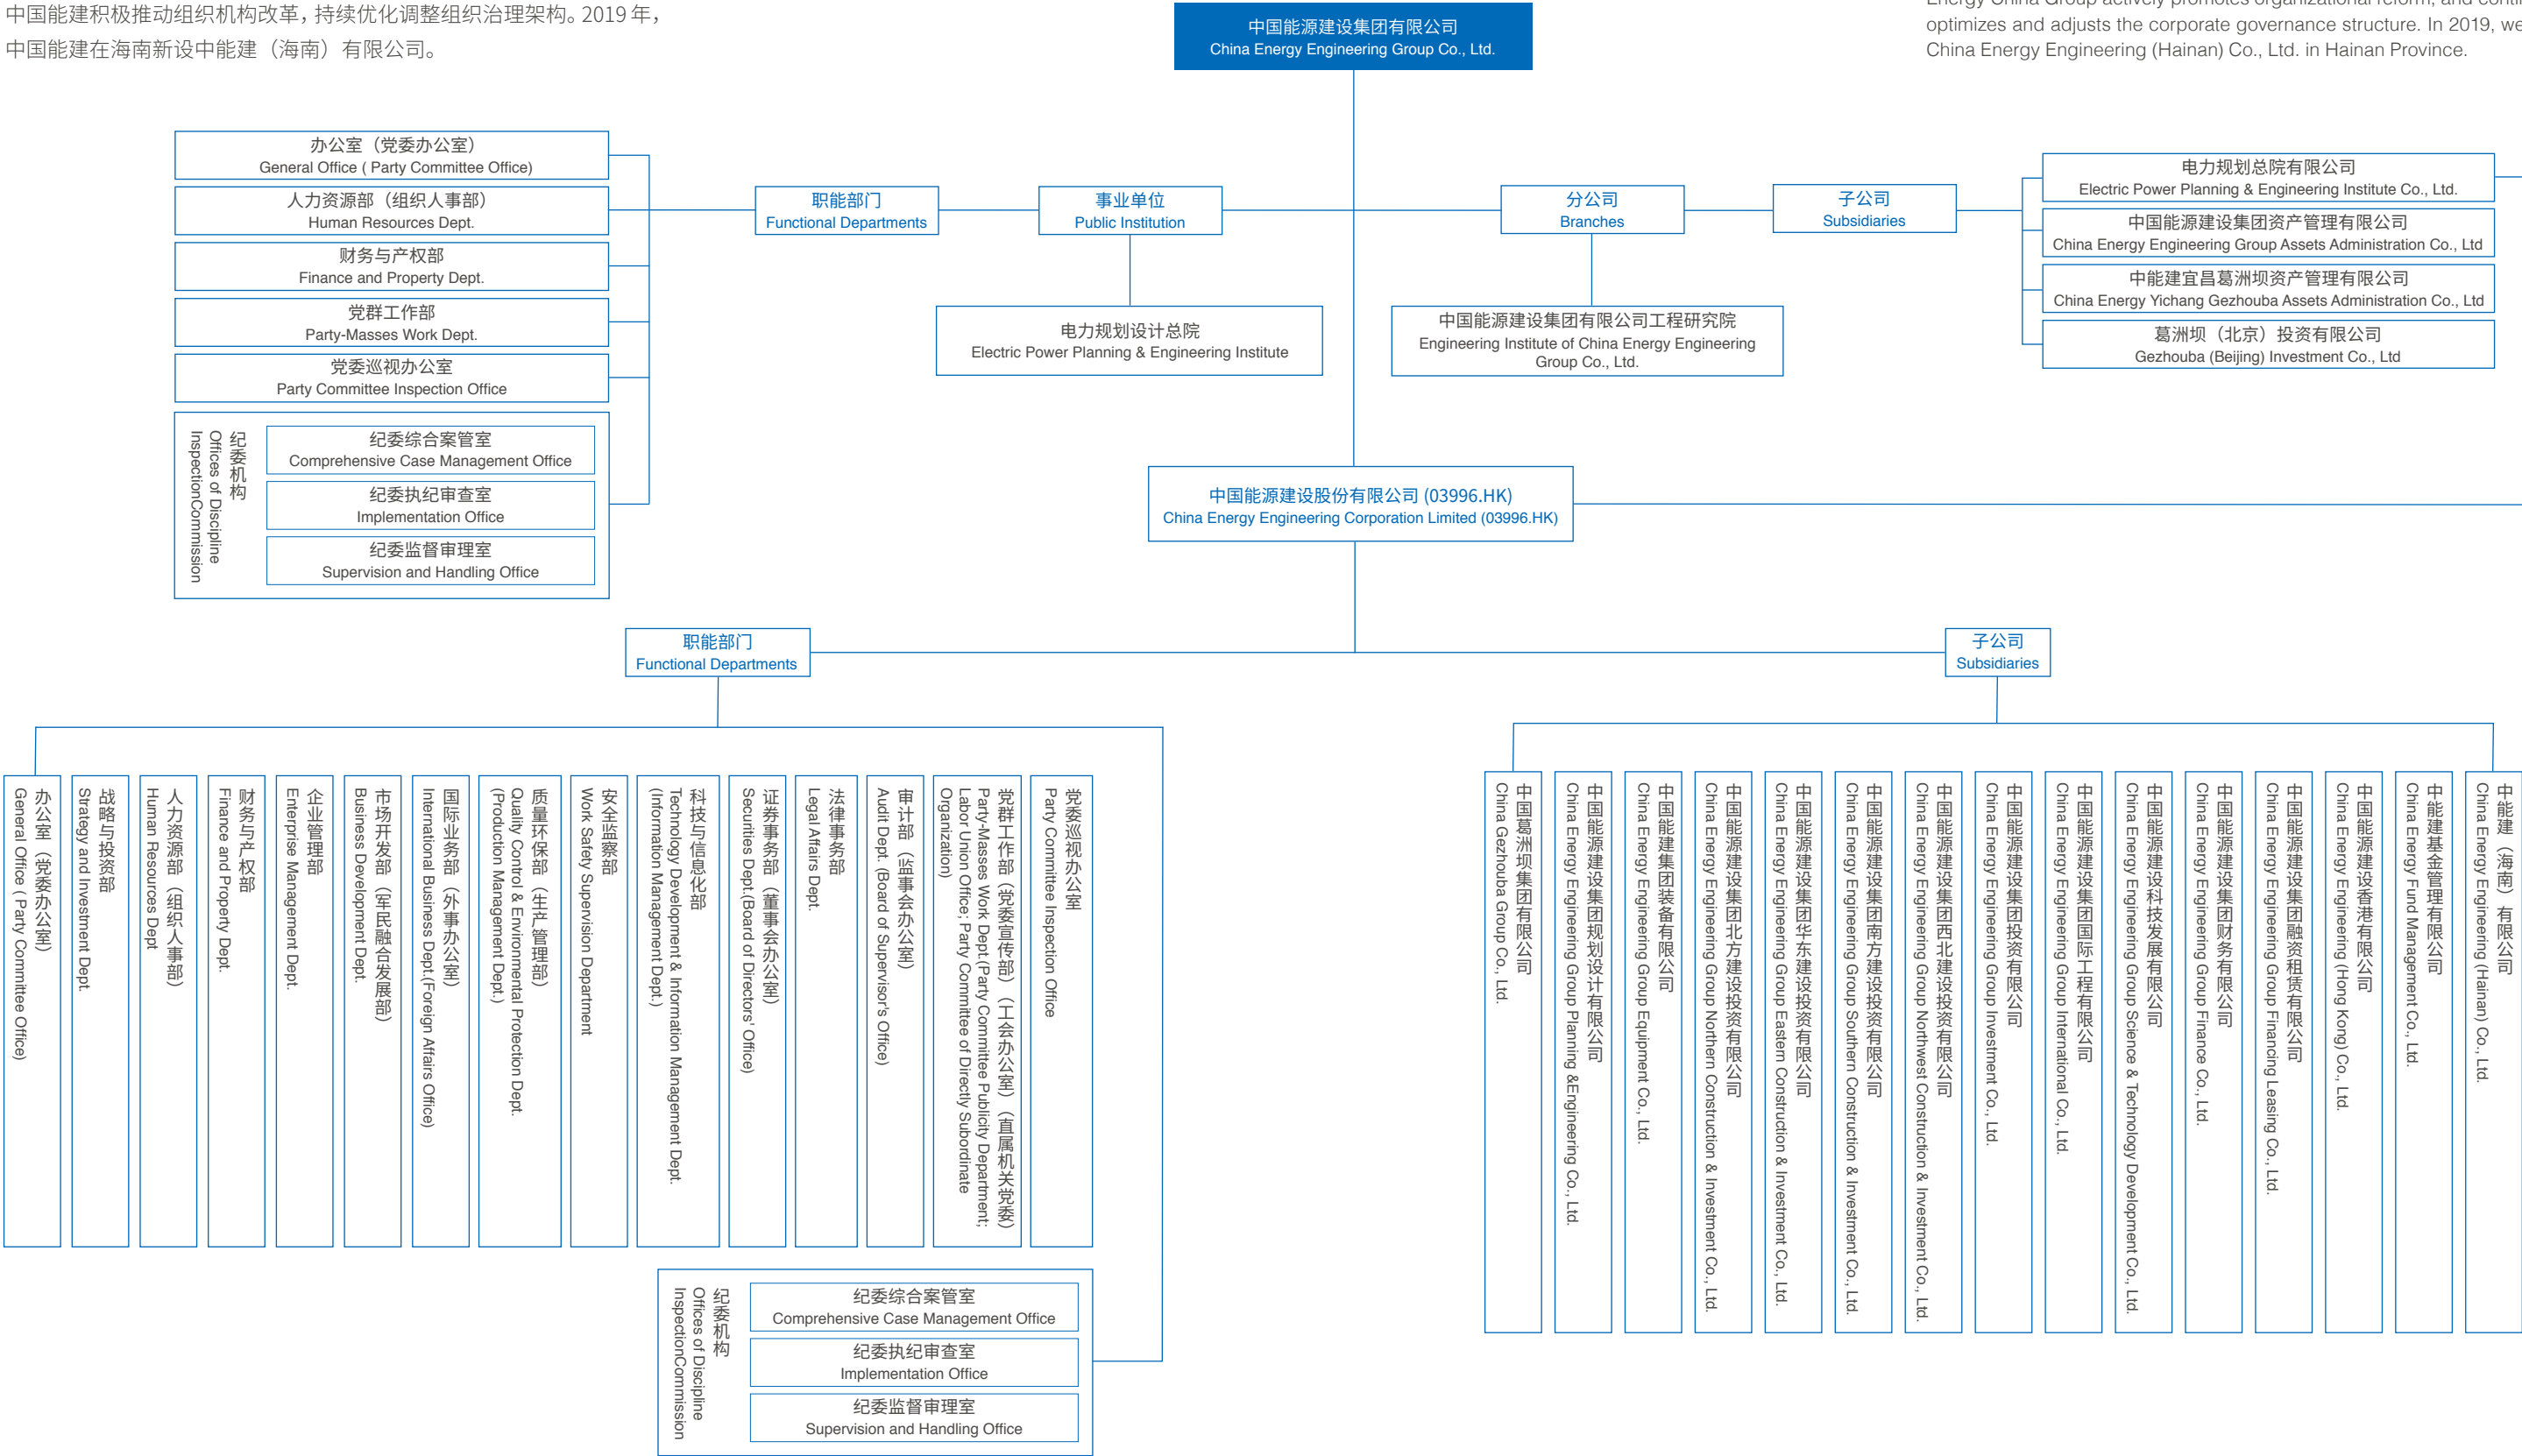 中国能建积极推动组织机构改革，持续优化调整组织治理架构。2019 年，
中国能建在海南新设中能建（海南）有限公司。
中国能源建设集团有限公司
China Energy Engineering Group Co., Ltd.
optimizes and adjusts the corporate governance structure. In 2019, we
China Energy Engineering (Hainan) Co., Ltd. in Hainan Province.
办公室（党委办公室）
General Office ( Party Committee Office)
人力资源部（组织人事部）
Human Resources Dept.
财务与产权部
Finance and Property Dept.
党群工作部
Party-Masses Work Dept.
党委巡视办公室
Party Committee Inspection Office
纪委机构
Offices of Discipline
InspectionCommission
纪委综合案管室
Comprehensive Case Management Office
纪委执纪审查室
Implementation Office
纪委监督审理室
Supervision and Handling Office
职能部门
Functional Departments
事业单位
Public Institution
电力规划设计总院
Electric Power Planning & Engineering Institute
分公司
Branches
中国能源建设集团有限公司工程研究院
Engineering Institute of China Energy Engineering
Group Co., Ltd.
子公司
Subsidiaries
电力规划总院有限公司
Electric Power Planning & Engineering Institute Co., Ltd.
中国能源建设集团资产管理有限公司
China Energy Engineering Group Assets Administration Co., Ltd
中能建宜昌葛洲坝资产管理有限公司
China Energy Yichang Gezhouba Assets Administration Co., Ltd
葛洲坝（北京）投资有限公司
Gezhouba (Beijing) Investment Co., Ltd
中国能源建设股份有限公司 (03996.HK)
China Energy Engineering Corporation Limited (03996.HK)
职能部门
Functional Departments
子公司
Subsidiaries
办公室（党委办公室）
General Office ( Party Committee Office)
战略与投资部
Strategy and Investment Dept.
人力资源部（组织人事部）
Human Resources Dept
财务与产权部
Finance and Property Dept.
企业管理部
Enterprise Management Dept.
市场开发部（军民融合发展部）
Business Development Dept.
国际业务部（外事办公室）
International Business Dept.(Foreign Affairs Office)
质量环保部（生产管理部）
Quality Control & Environmental Protection Dept.
(Production Management Dept.)
安全监察部
Work Safety Supervision Department
科技与信息化部
Technology Development & Information Management Dept.
(Information Management Dept.)
证券事务部（董事会办公室）
Securities Dept.(Board of Directors' Office)
法律事务部
Legal Affairs Dept.
审计部（监事会办公室）
Audit Dept. (Board of Supervisor's Office)
党群工作部（党委宣传部）（工会办公室）（直属机关党委）
Party-Masses Work Dept.(Party Committee Publicity Department;
Labor Union Office; Party Committee of Directly Subordinate
Organization)
党委巡视办公室
Party Committee Inspection Office
纪委机构
Offices of Discipline
InspectionCommission
纪委综合案管室
Comprehensive Case Management Office
纪委执纪审查室
Implementation Office
纪委监督审理室
Supervision and Handling Office
中国葛洲坝集团有限公司
China Gezhouba Group Co., Ltd.
中国能源建设集团规划设计有限公司
China Energy Engineering Group Planning &Engineering Co., Ltd.
中国能建集团装备有限公司
China Energy Engineering Group Equipment Co., Ltd.
中国能源建设集团北方建设投资有限公司
China Energy Engineering Group Northern Construction & Investment Co., Ltd.
中国能源建设集团华东建设投资有限公司
China Energy Engineering Group Eastern Construction & Investment Co., Ltd.
中国能源建设集团南方建设投资有限公司
China Energy Engineering Group Southern Construction & Investment Co., Ltd.
中国能源建设集团西北建设投资有限公司
China Energy Engineering Group Northwest Construction & Investment Co., Ltd.
中国能源建设集团投资有限公司
China Energy Engineering Group Investment Co., Ltd.
中国能源建设集团国际工程有限公司
China Energy Engineering Group International Co., Ltd.
中国能源建设科技发展有限公司
China Energy Engineering Group Science & Technology Development Co., Ltd.
中国能源建设集团财务有限公司
China Energy Engineering Group Finance Co., Ltd.
中国能源建设集团融资租赁有限公司
China Energy Engineering Group Financing Leasing Co., Ltd.
中国能源建设香港有限公司
China Energy Engineering (Hong Kong) Co., Ltd.
中能建基金管理有限公司
China Energy Fund Management Co., Ltd.
中能建（海南）有限公司
China Energy Engineering (Hainan) Co., Ltd.